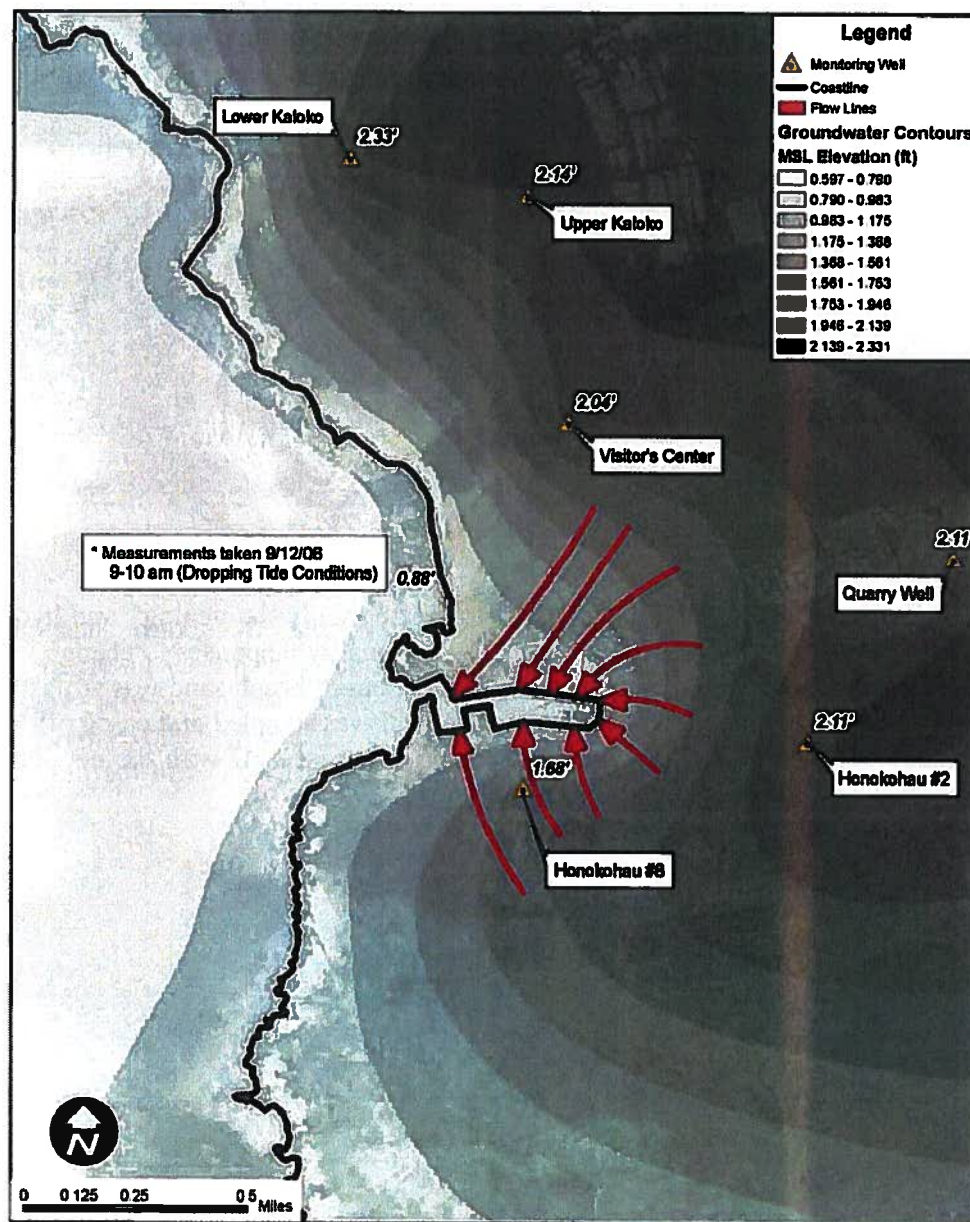 Legend
Monitoring Well
Coastline
Flow Lines
Groundwater Contours
MSL Elevation (ft)
0.597 - 0.790
0.790 - 0.983
0.983 - 1.175
1.175 - 1.368
1.368 - 1.561
1.561 - 1.753
1.753 - 1.946
1.946 - 2.139
2.139 - 2.331
Lower Kaloko
2.33'
2.14'
Upper Kaloko
2.04'
Visitor's Center
* Measurements taken 9/12/06
9-10 am (Dropping Tide Conditions)
0.88'
2.11'
Quarry Well
2.11'
Honokohau #2
1.68'
Honokohau #8
N
0 0.125 0.25 0.5
Miles